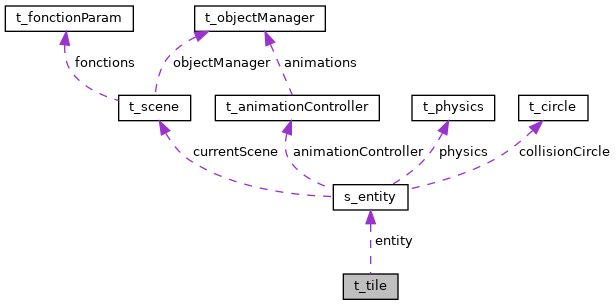 t_fonctionParam
t_objectManager
fonctions
objectManager
animations
t_scene
t_animationController
t_physics
t_circle
currentScene
animationController
physics
collisionCircle
s_entity
entity
t_tile